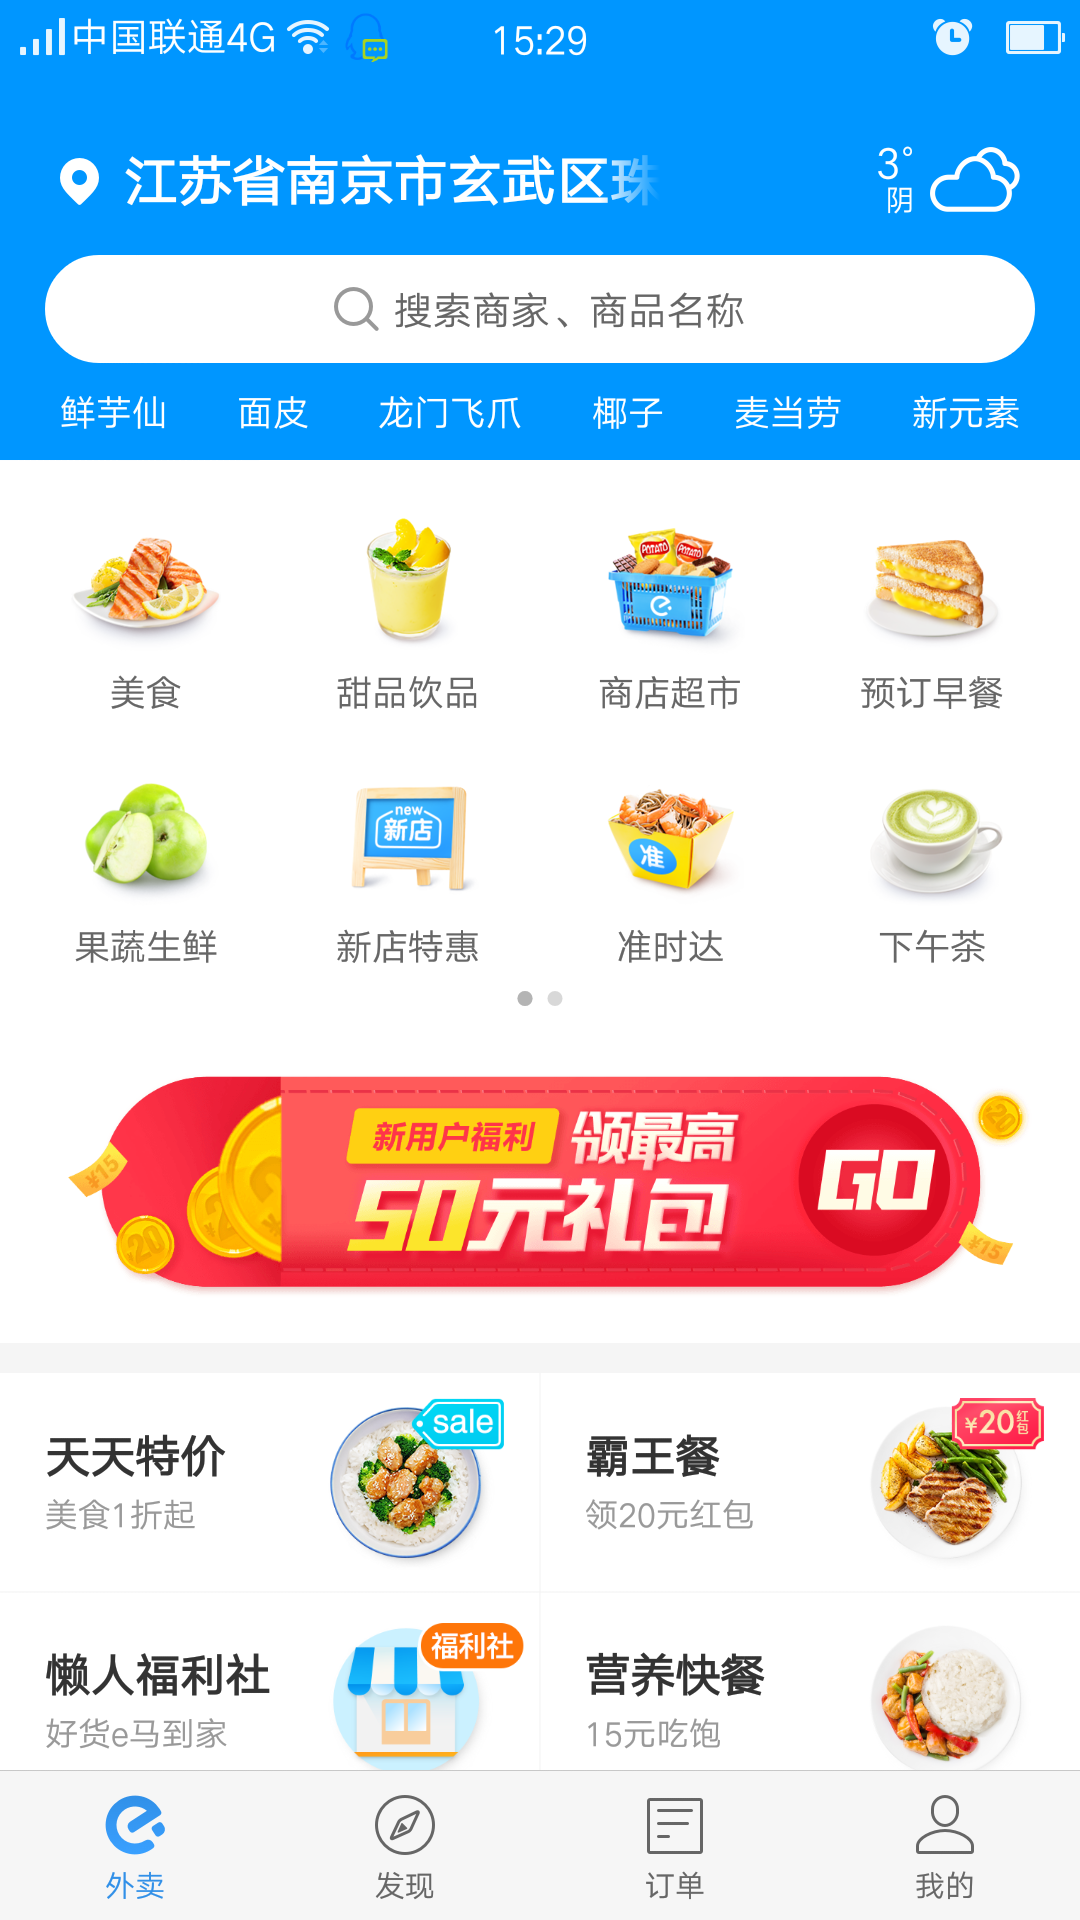 中国联通4G 15:29
江苏省南京市玄武区珠
3°
阴
搜索商家、商品名称
鲜芋仙 面皮 龙门飞爪 椰子 麦当劳 新元素
POTATO POTATO
美食 甜品饮品 商店超市 预订早餐
new
新店
准
果蔬生鲜 新店特惠 准时达 下午茶
新用户福利 领最高
50元礼包
GO
¥15
20
20
¥15
sale
天天特价
美食1折起
¥20红包
霸王餐
领20元红包
福利社
懒人福利社
好货e马到家
营养快餐
15元吃饱
外卖 发现 订单 我的